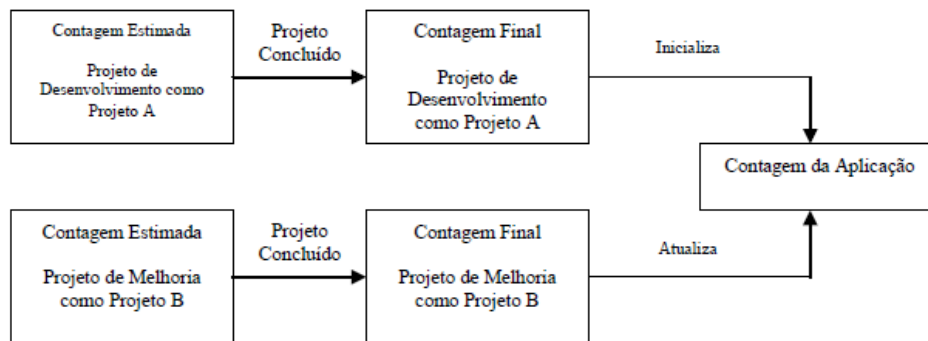 Contagem Estimada
Projeto de
Desenvolvimento como
Projeto A
Projeto
Concluído
Contagem Final
Projeto de
Desenvolvimento
como Projeto A
Inicializa
Contagem da Aplicação
Contagem Estimada
Projeto de Melhoria
como Projeto B
Projeto
Concluído
Contagem Final
Projeto de Melhoria
como Projeto B
Atualiza